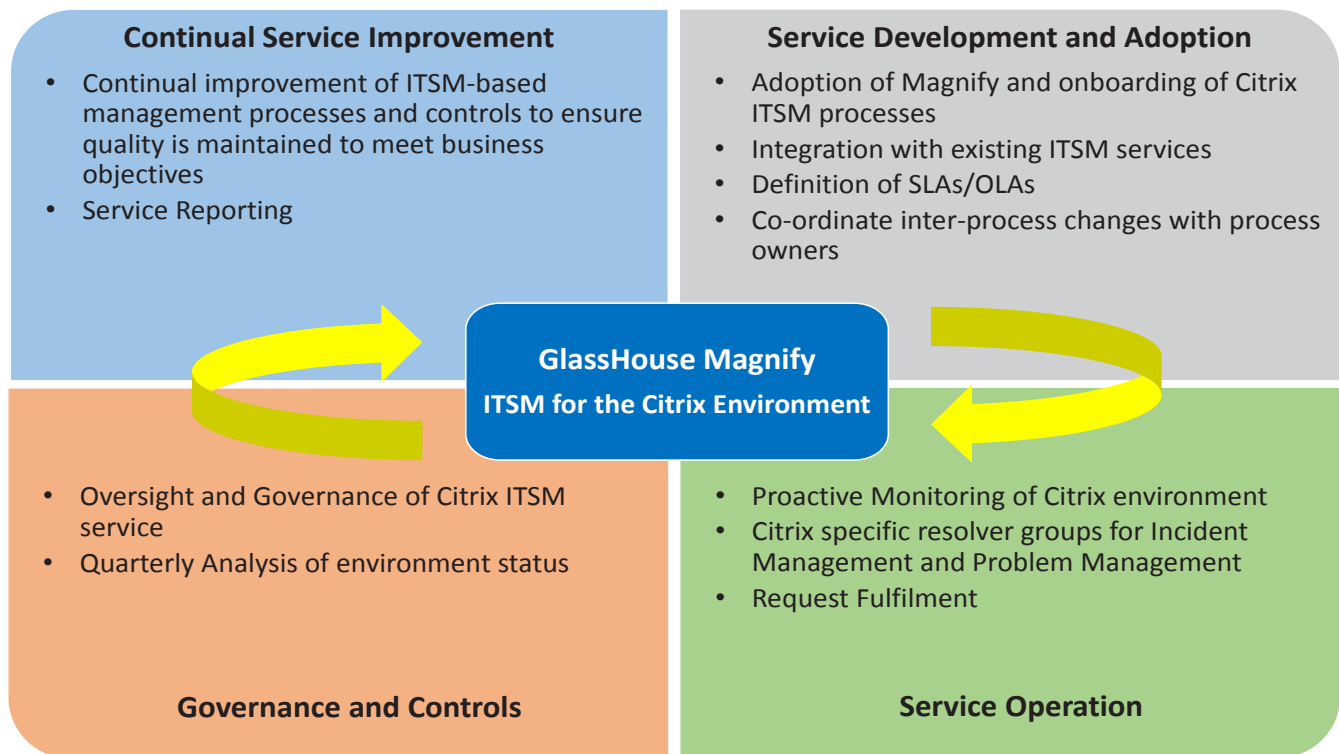 Continual Service Improvement
• Continual improvement of ITSM-based
management processes and controls to ensure
quality is maintained to meet business
objectives
• Service Reporting
Service Development and Adoption
• Adoption of Magnify and onboarding of Citrix
ITSM processes
• Integration with existing ITSM services
• Definition of SLAs/OLAs
• Co-ordinate inter-process changes with process
owners
GlassHouse Magnify
ITSM for the Citrix Environment
• Oversight and Governance of Citrix ITSM
service
• Quarterly Analysis of environment status
Governance and Controls
• Proactive Monitoring of Citrix environment
• Citrix specific resolver groups for Incident
Management and Problem Management
• Request Fulfilment
Service Operation